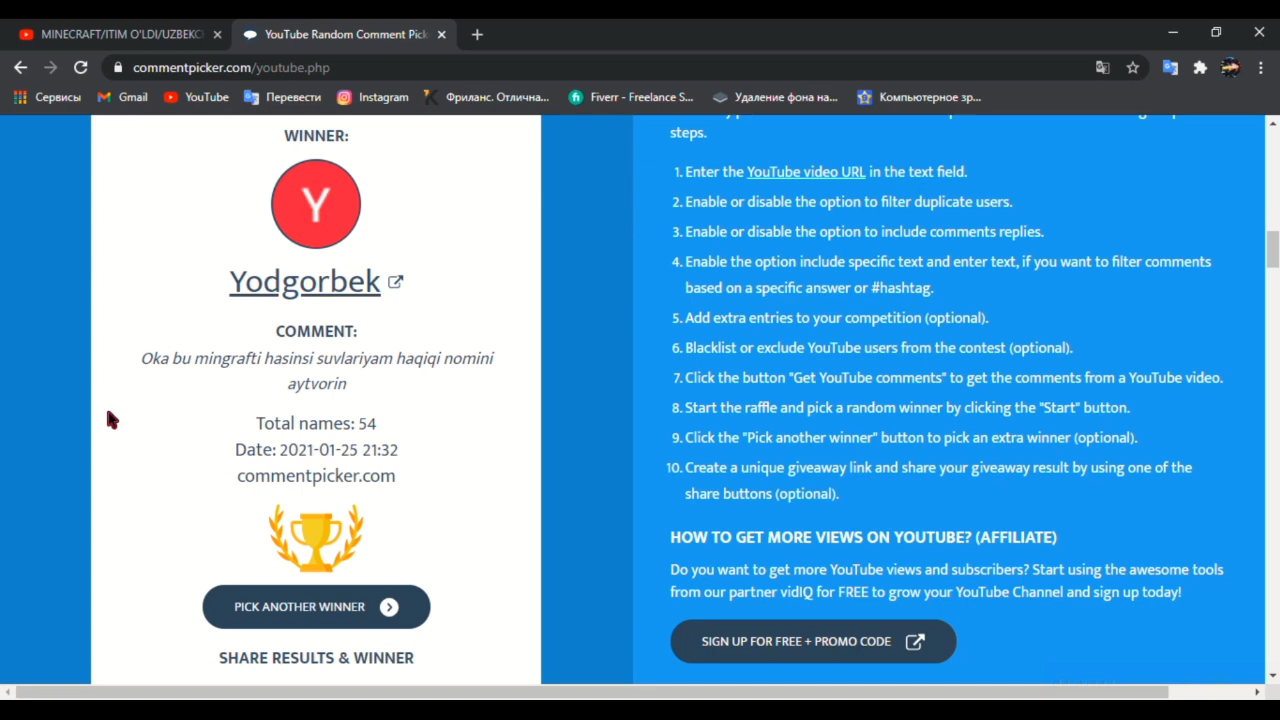 MINECRAFT/ITIM O'LDI/UZBEKC
YouTube Random Comment Pick
commentpicker.com/youtube.php
Сервисы
Gmail
YouTube
Перевести
Instagram
Фриланс. Отлична...
Fiverr - Freelance S...
Удаление фона на...
Компьютерное зр...
WINNER:
Y
Yodgorbek
COMMENT:
Oka bu mingrafti hasinsi suvlariyam haqiqi nomini
aytvorin
Total names: 54
Date: 2021-01-25 21:32
commentpicker.com
PICK ANOTHER WINNER
SHARE RESULTS & WINNER
steps.
1. Enter the YouTube video URL in the text field.
2. Enable or disable the option to filter duplicate users.
3. Enable or disable the option to include comments replies.
4. Enable the option include specific text and enter text, if you want to filter comments
based on a specific answer or #hashtag.
5. Add extra entries to your competition (optional).
6. Blacklist or exclude YouTube users from the contest (optional).
7. Click the button "Get YouTube comments" to get the comments from a YouTube video.
8. Start the raffle and pick a random winner by clicking the "Start" button.
9. Click the "Pick another winner" button to pick an extra winner (optional).
10. Create a unique giveaway link and share your giveaway result by using one of the
share buttons (optional).
HOW TO GET MORE VIEWS ON YOUTUBE? (AFFILIATE)
Do you want to get more YouTube views and subscribers? Start using the awesome tools
from our partner vidIQ for FREE to grow your YouTube Channel and sign up today!
SIGN UP FOR FREE + PROMO CODE